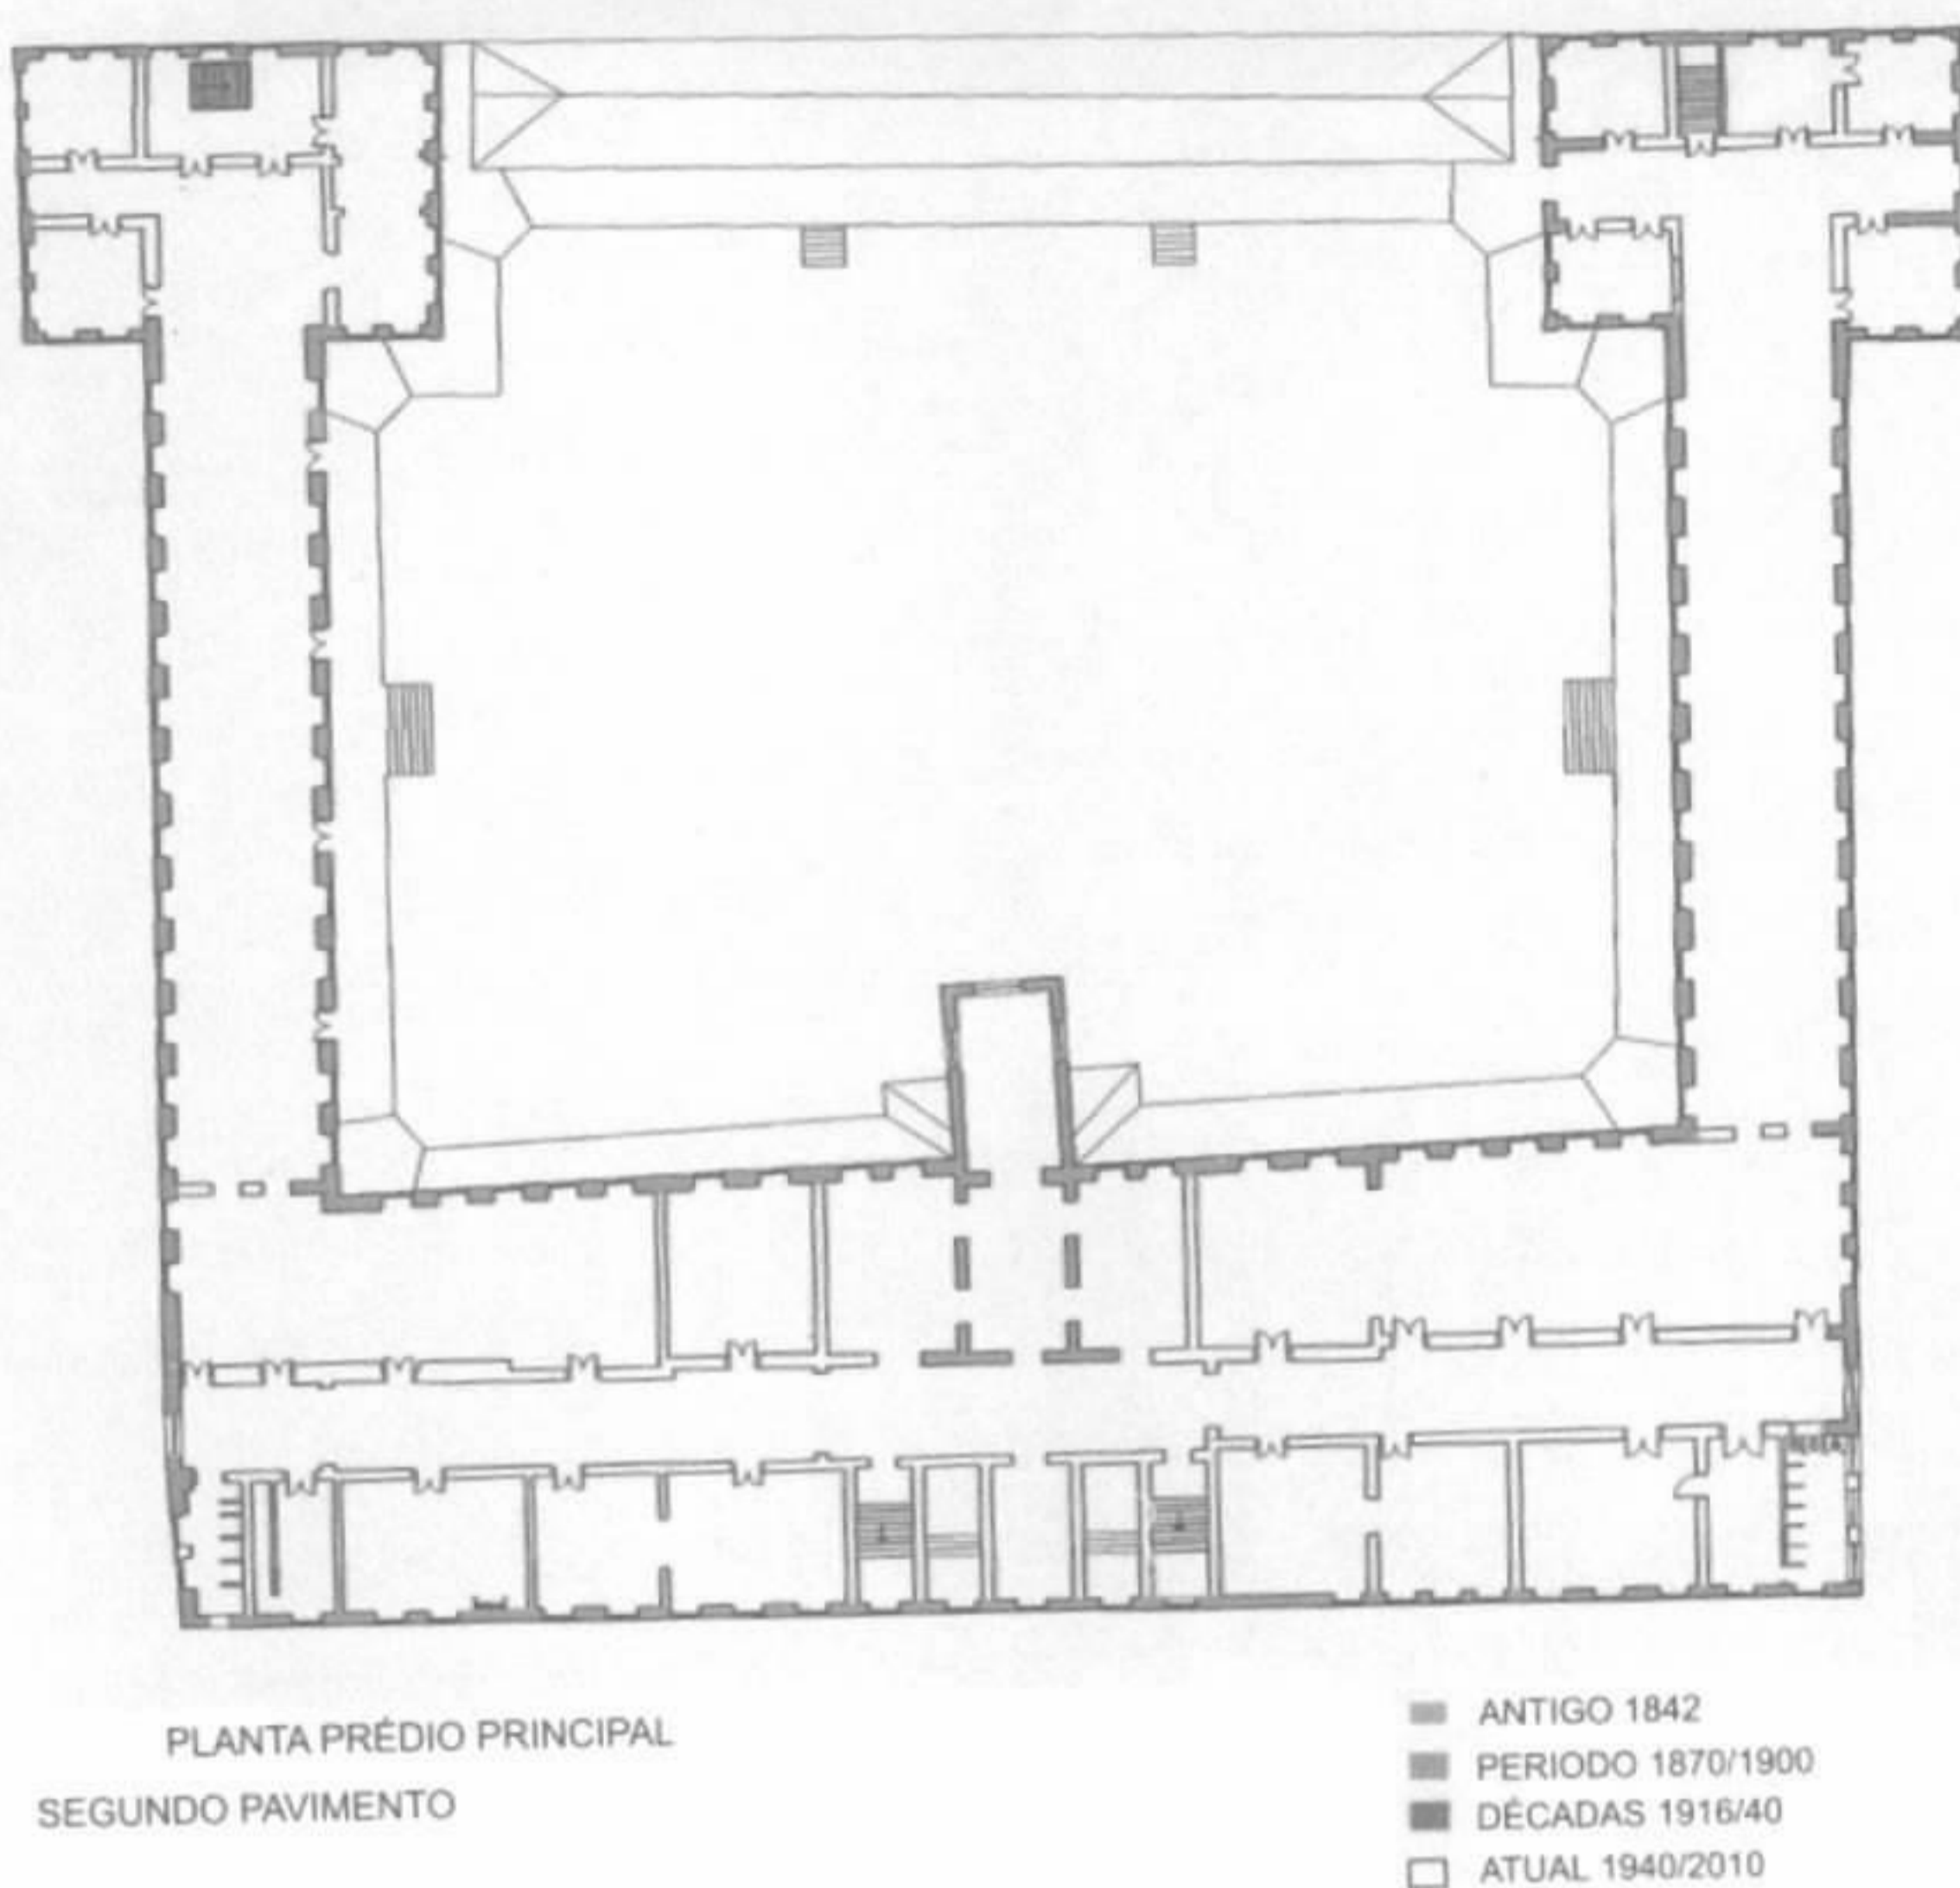 PLANTA PRÉDIO PRINCIPAL
SEGUNDO PAVIMENTO
ANTIGO 1842
PERIODO 1870/1900
DÉCADAS 1916/40
ATUAL 1940/2010